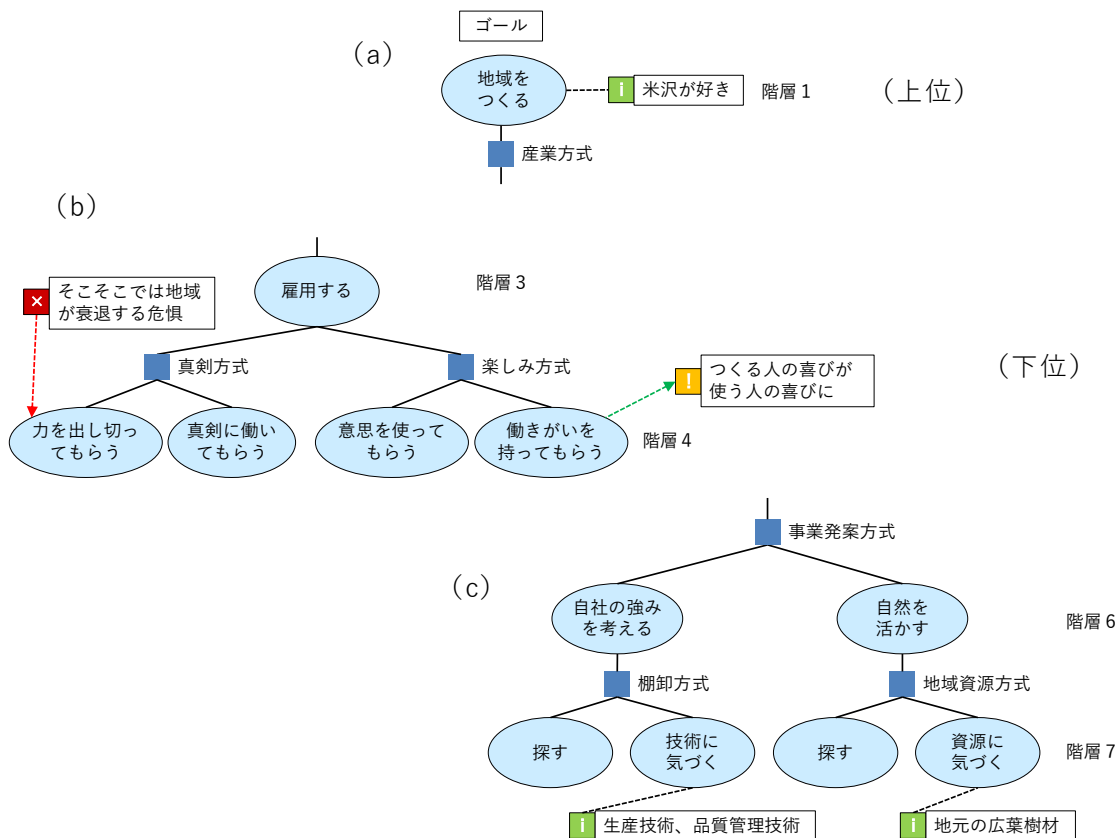 ゴール
(a)
地域を
つくる
i
米沢が好き
階層 1
(上位)
産業方式
(b)
雇用する
階層 3
×
そこそこでは地域
が衰退する危惧
真剣方式
楽しみ方式
(下位)
!
つくる人の喜びが
使う人の喜びに
力を出し切っ
てもらう
真剣に働い
てもらう
意思を使って
もらう
働きがいを
持ってもらう
階層 4
事業発案方式
(c)
自社の強み
を考える
自然を
活かす
階層 6
棚卸方式
地域資源方式
探す
技術に
気づく
探す
資源に
気づく
階層 7
i
生産技術、品質管理技術
i
地元の広葉樹材